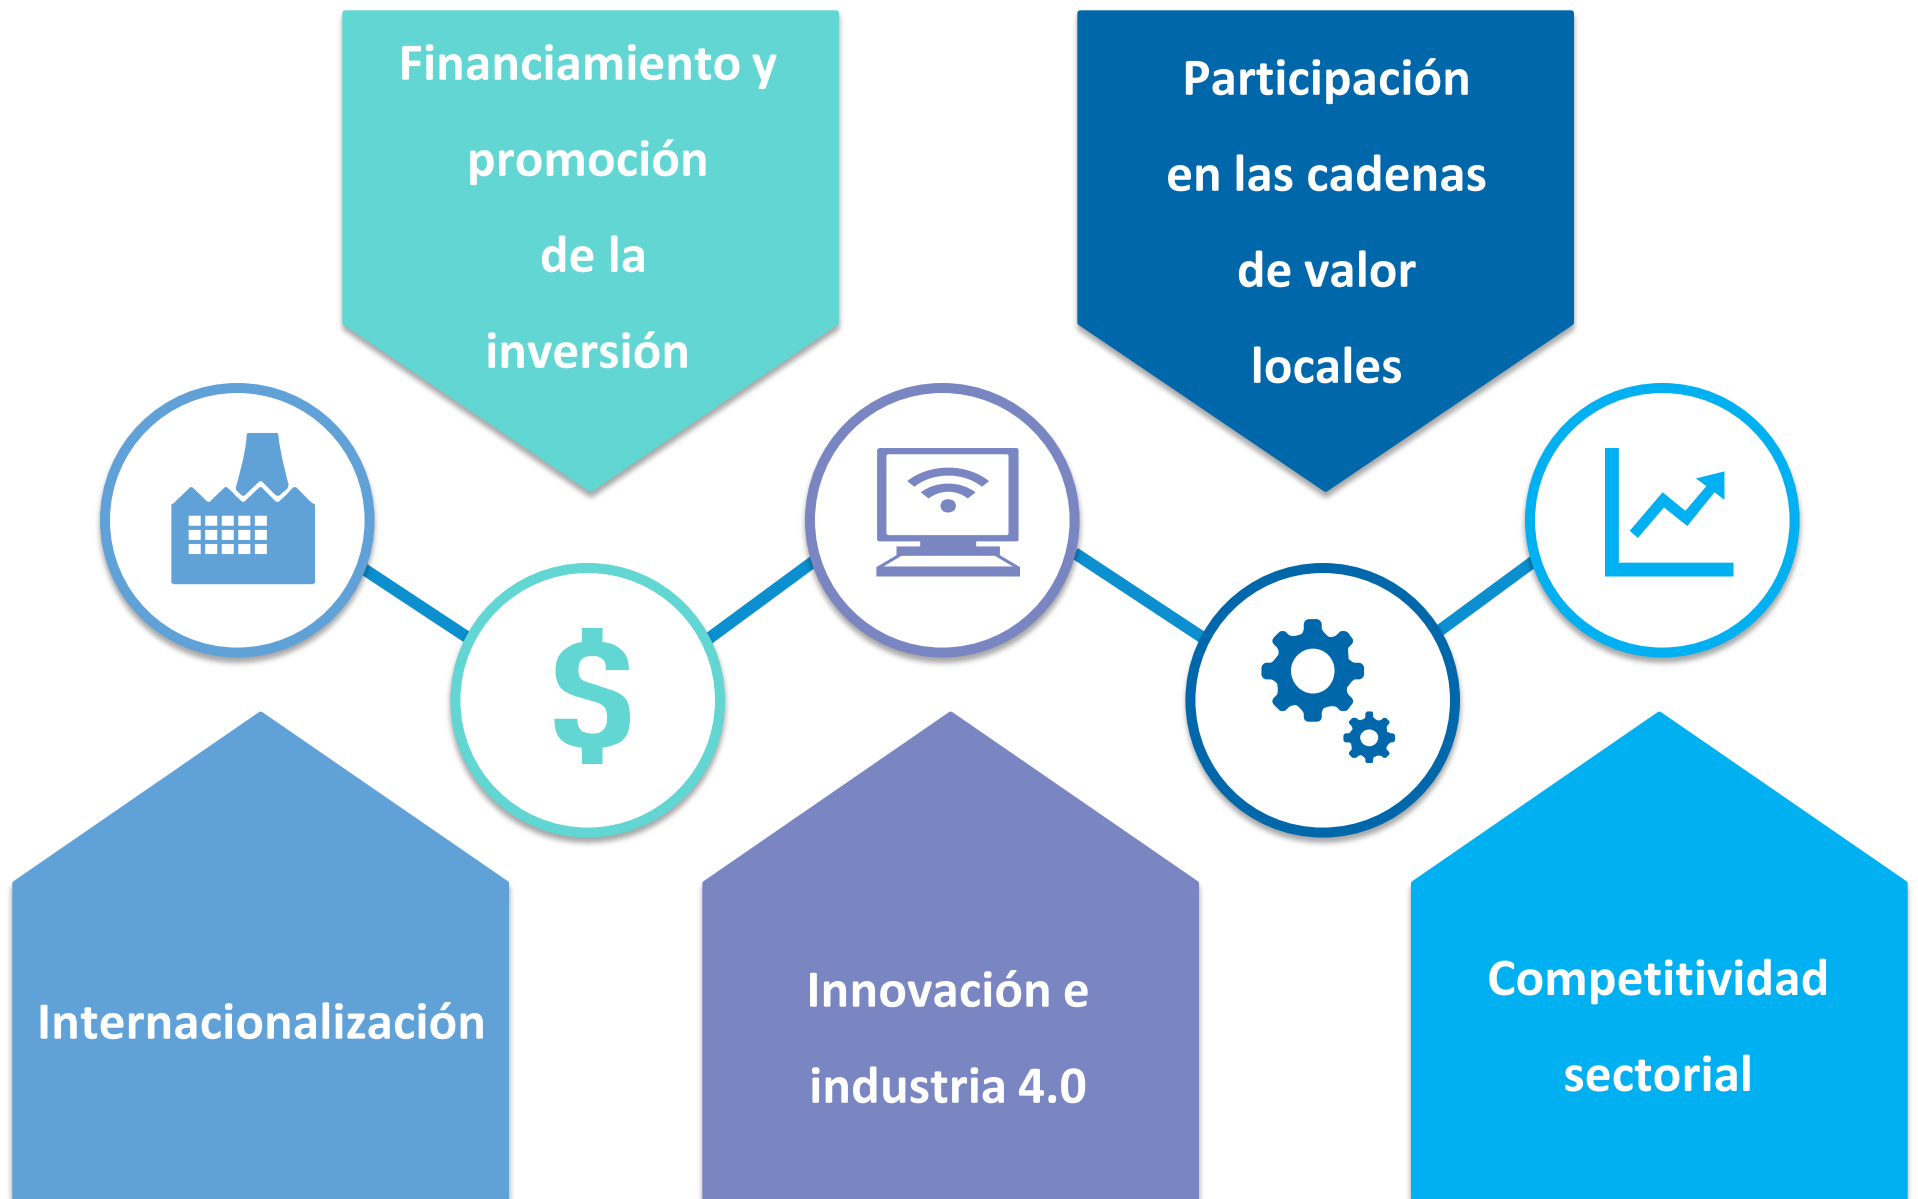 Financiamiento y
promoción
de la
inversión
Participación
en las cadenas
de valor
locales
$
Internacionalización
Innovación e
industria 4.0
Competitividad
sectorial